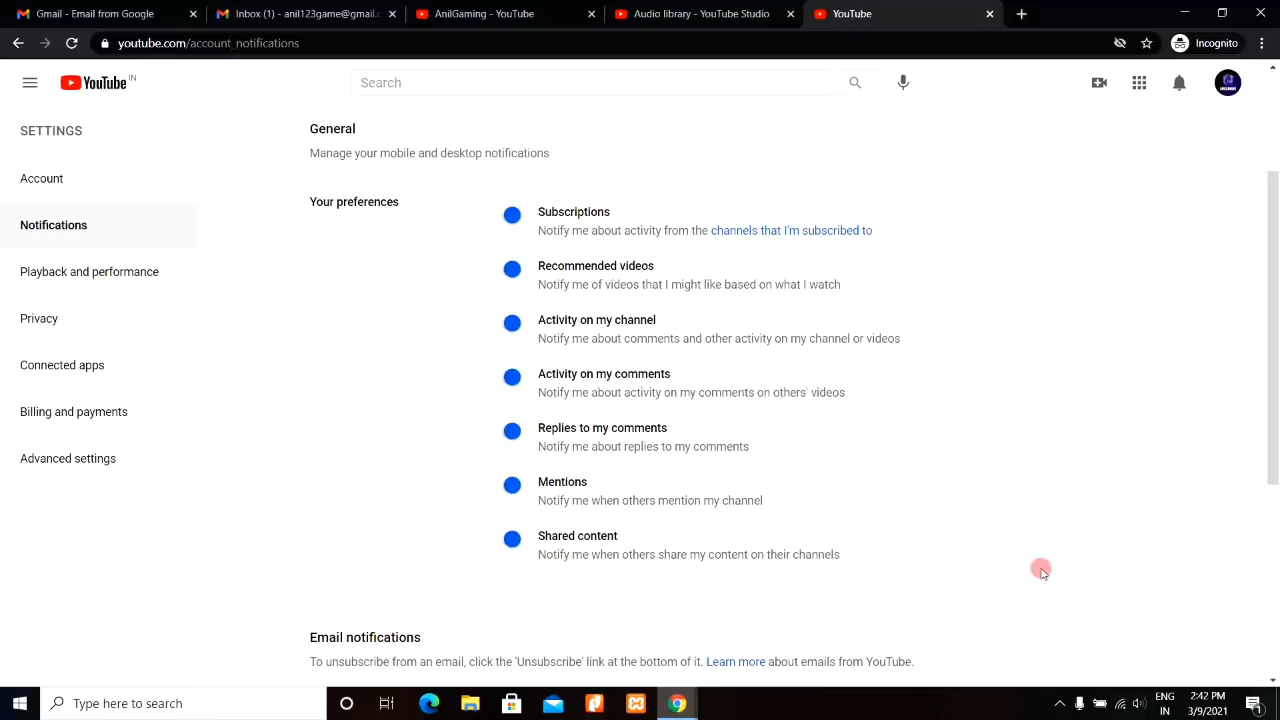 Gmail - Email from Google
Inbox (1) - anil123game@gmail.c
AnilGaming - YouTube
Audio library - YouTube Studio
YouTube
youtube.com/account_notifications
Incognito
YouTube IN
Search
SETTINGS
Account
Notifications
Playback and performance
Privacy
Connected apps
Billing and payments
Advanced settings
General
Manage your mobile and desktop notifications
Your preferences
Subscriptions
Notify me about activity from the channels that I'm subscribed to
Recommended videos
Notify me of videos that I might like based on what I watch
Activity on my channel
Notify me about comments and other activity on my channel or videos
Activity on my comments
Notify me about activity on my comments on others' videos
Replies to my comments
Notify me about replies to my comments
Mentions
Notify me when others mention my channel
Shared content
Notify me when others share my content on their channels
Email notifications
To unsubscribe from an email, click the 'Unsubscribe' link at the bottom of it. Learn more about emails from YouTube.
Type here to search
ENG
IN
2:42 PM
3/9/2021
1